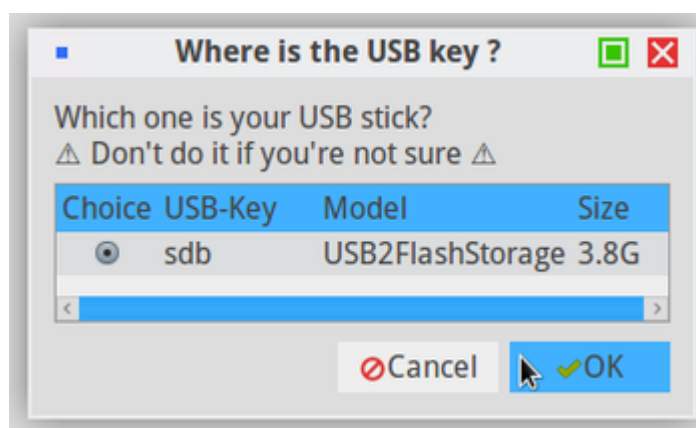 Where is the USB key ?
Which one is your USB stick?
⚠ Don't do it if you're not sure ⚠
Choice USB-Key Model Size
sdb USB2FlashStorage 3.8G
Cancel OK